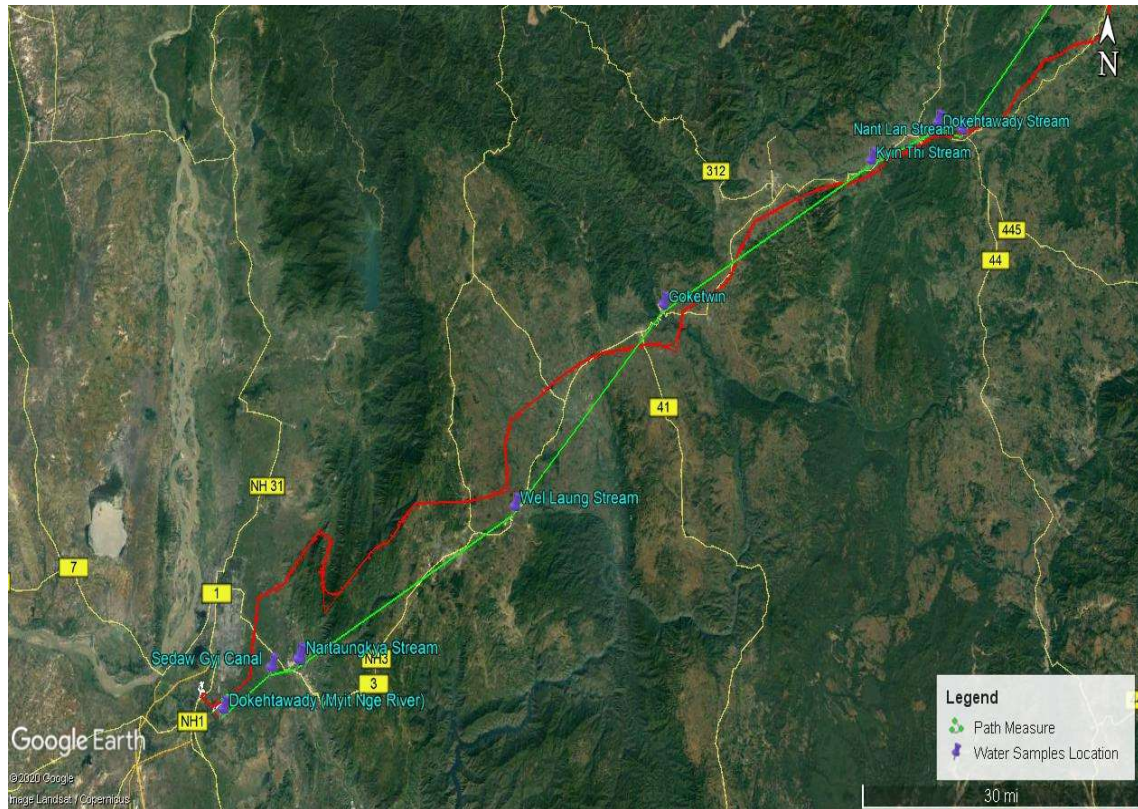 N
Nant Lan Stream
Dokehtawady Stream
Kyin Thi Stream
312
445
44
Goketwin
41
NH 31
Wel Laung Stream
7
1
Sedaw Gyi Canal
Nartaungkya Stream
NH3
3
Dokehtawady (Myit Nge River)
NH1
Legend
Path Measure
Water Samples Location
Google Earth
©2020 Google
Image Landsat / Copernicus
30 mi